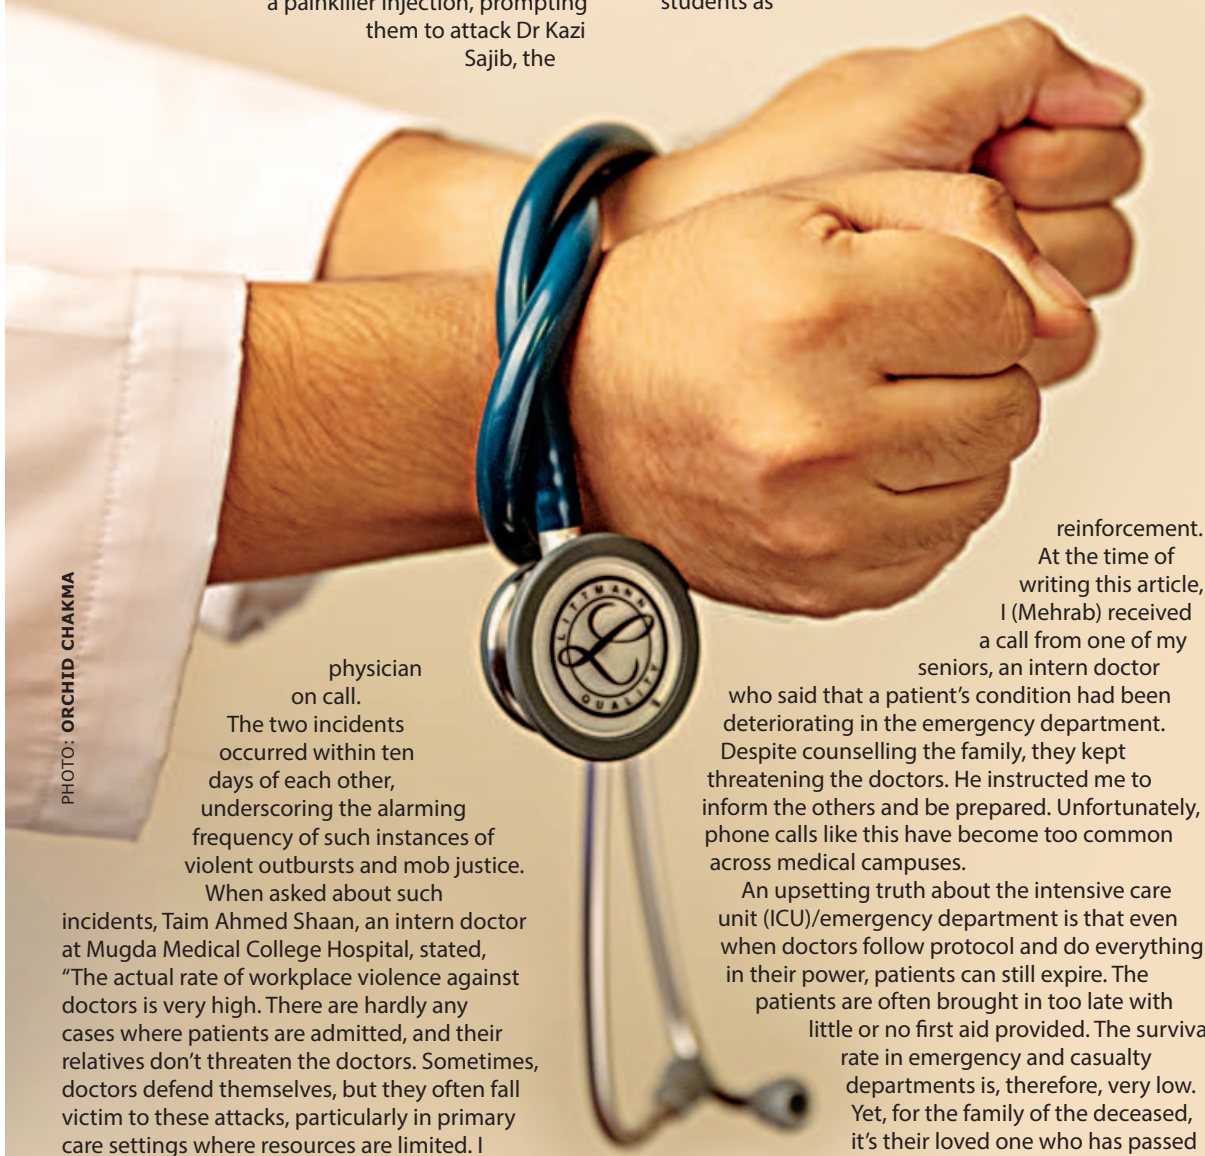 a painkiller injection, prompting
them to attack Dr Kazi
Sajib, the
physician
on call.
The two incidents
occurred within ten
days of each other,
underscoring the alarming
frequency of such instances of
violent outbursts and mob justice.
When asked about such
incidents, Taim Ahmed Shaan, an intern doctor
at Mugda Medical College Hospital, stated,
“The actual rate of workplace violence against
doctors is very high. There are hardly any
cases where patients are admitted, and their
relatives don’t threaten the doctors. Sometimes,
doctors defend themselves, but they often fall
victim to these attacks, particularly in primary
care settings where resources are limited. I
students as
reinforcement.
At the time of
writing this article,
I (Mehrab) received
a call from one of my
seniors, an intern doctor
who said that a patient’s condition had been
deteriorating in the emergency department.
Despite counselling the family, they kept
threatening the doctors. He instructed me to
inform the others and be prepared. Unfortunately,
phone calls like this have become too common
across medical campuses.
An upsetting truth about the intensive care
unit (ICU)/emergency department is that even
when doctors follow protocol and do everything
in their power, patients can still expire. The
patients are often brought in too late with
little or no first aid provided. The surviva
rate in emergency and casualty
departments is, therefore, very low.
Yet, for the family of the deceased,
it’s their loved one who has passed
PHOTO: ORCHID CHAKMA
LITTMANN
QUALITY